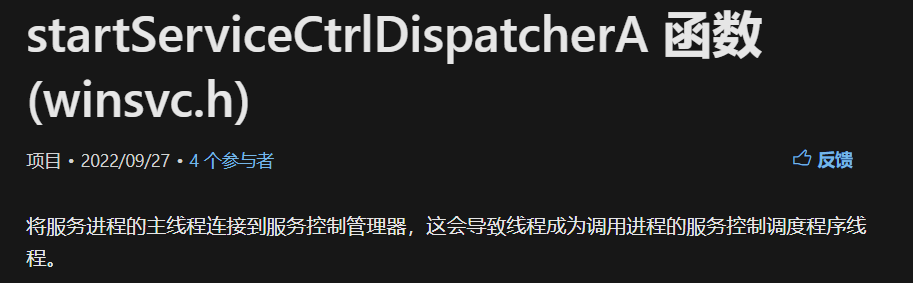 startServiceCtrlDispatcherA 函数
(winsvc.h)
项目 • 2022/09/27 • 4 个参与者
反馈
将服务进程的主线程连接到服务控制管理器，这会导致线程成为调用进程的服务控制调度程序线
程。